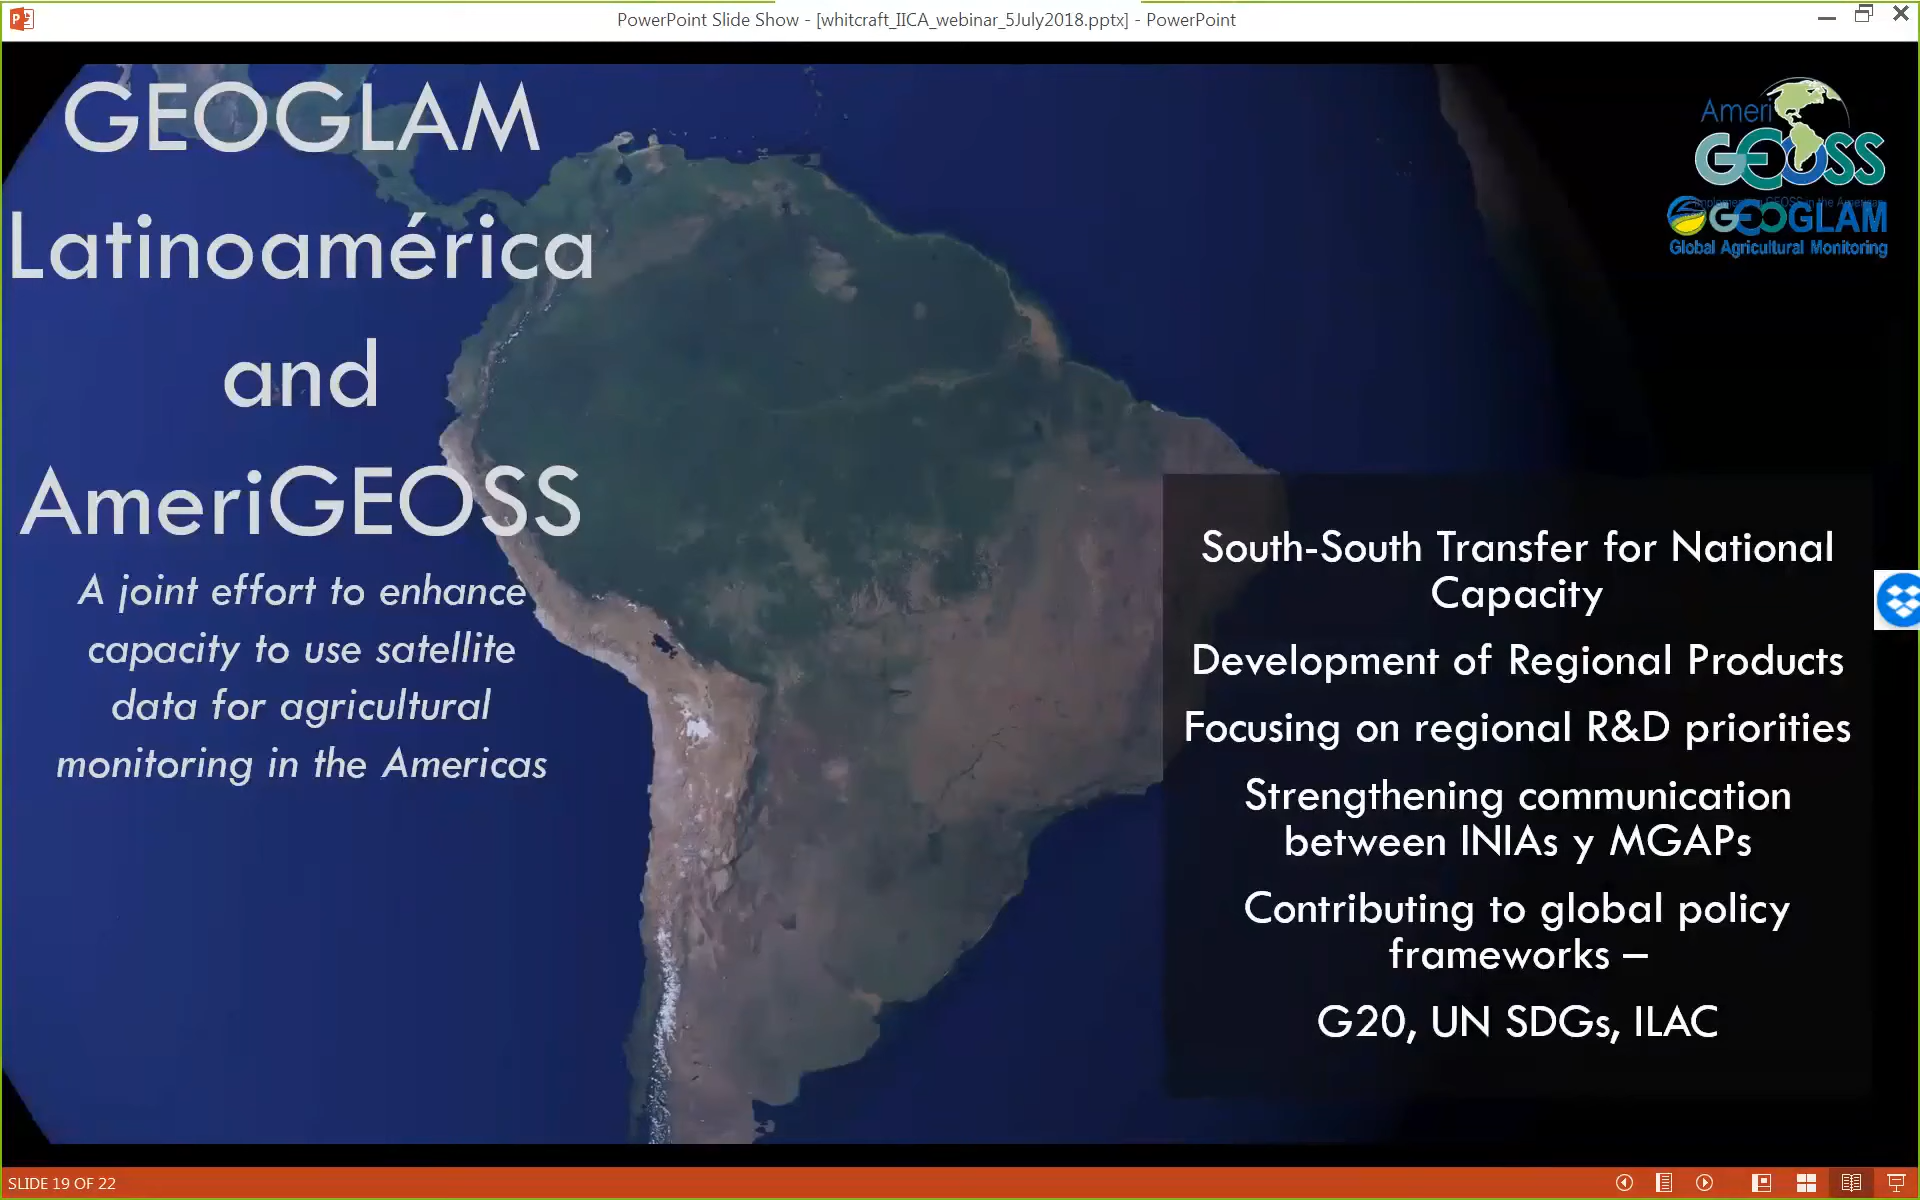 PowerPoint Slide Show - [whitcraft_IICA_webinar_5July2018.pptx] - PowerPoint
GEOGLAM
Latinoamérica
and
AmeriGEOSS
A joint effort to enhance
capacity to use satellite
data for agricultural
monitoring in the Americas
Ameri
GEOSS
GEOGLAM
Global Agricultural Monitoring
South-South Transfer for National
Capacity
Development of Regional Products
Focusing on regional R&D priorities
Strengthening communication
between INIAs y MGAPs
Contributing to global policy
frameworks –
G20, UN SDGs, ILAC
SLIDE 19 OF 22